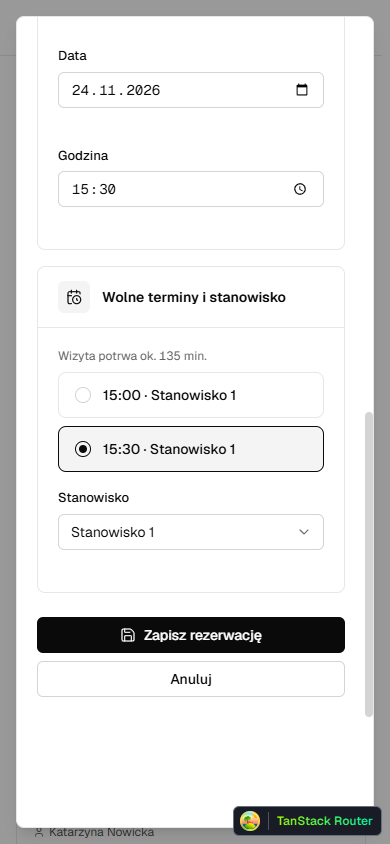 Data
24.11.2026
Godzina
15:30
Wolne terminy i stanowisko
Wizyta potrwa ok. 135 min.
15:00 · Stanowisko 1
15:30 · Stanowisko 1
Stanowisko
Stanowisko 1
Zapisz rezerwację
Anuluj
TanStack Router
Katarzyna Nowicka